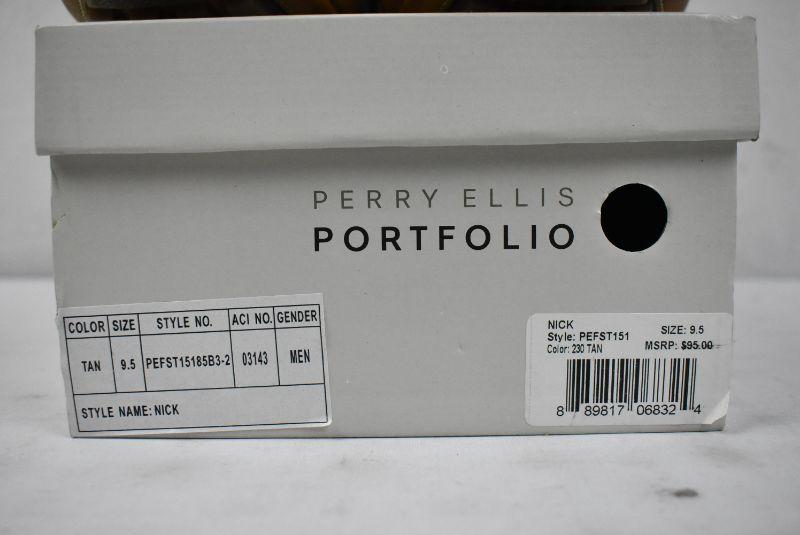 PERRY ELLIS
PORTFOLIO
COLOR SIZE STYLE NO. ACI NO. GENDER
TAN 9.5 PEFST15185B3-2 03143 MEN
STYLE NAME: NICK
NICK
Style: PEFST151 SIZE: 9.5
Color: 230 TAN MSRP: $95.00
8 89817 06832 4